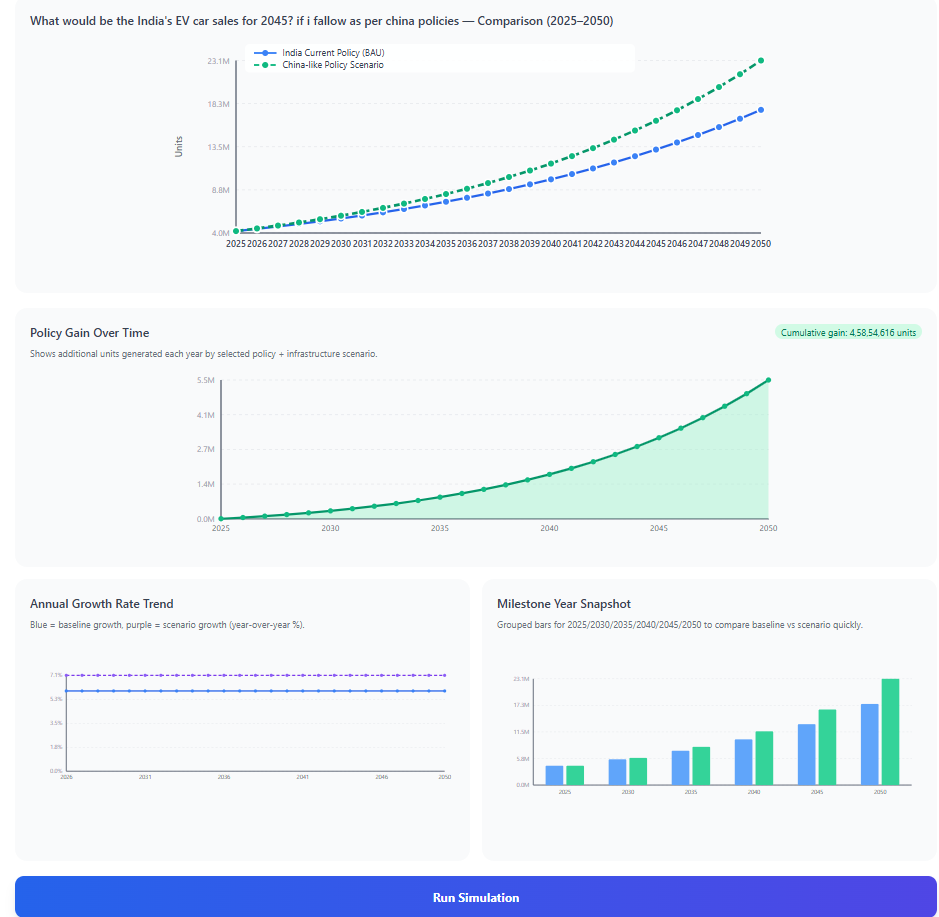 What would be the India's EV car sales for 2045? if i fallow as per china policies — Comparison (2025–2050)
India Current Policy (BAU)
China-like Policy Scenario
23.1M
18.3M
13.5M
8.8M
4.0M
Units
2025 2026 2027 2028 2029 2030 2031 2032 2033 2034 2035 2036 2037 2038 2039 2040 2041 2042 2043 2044 2045 2046 2047 2048 2049 2050
Policy Gain Over Time
Cumulative gain: 4,58,54,616 units
Shows additional units generated each year by selected policy + infrastructure scenario.
5.5M
4.1M
2.7M
1.4M
0.0M
2025 2030 2035 2040 2045 2050
Annual Growth Rate Trend
Blue = baseline growth, purple = scenario growth (year-over-year %).
7.1%
5.3%
3.5%
1.8%
0.0%
2026 2031 2036 2041 2046 2050
Milestone Year Snapshot
Grouped bars for 2025/2030/2035/2040/2045/2050 to compare baseline vs scenario quickly.
23.1M
17.3M
11.5M
5.8M
0.0M
2025 2030 2035 2040 2045 2050
Run Simulation